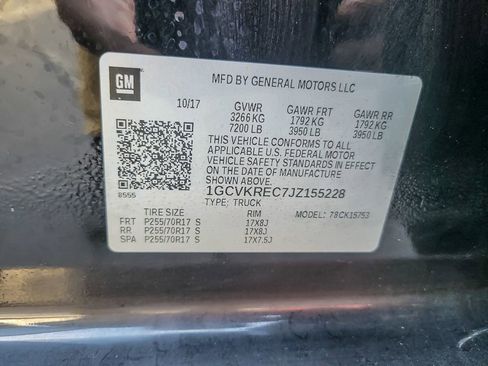 GM
MFD BY GENERAL MOTORS LLC
10/17 GVWR GAWR FRT GAWR RR
3266 KG 1792 KG 1792 KG
7200 LB 3950 LB 3950 LB
THIS VEHICLE CONFORMS TO ALL
APPLICABLE U.S. FEDERAL MOTOR
VEHICLE SAFETY STANDARDS IN EFFECT
ON THE DATE OF MANUFACTURE
SHOWN ABOVE.
1GCVKREC7JZ155228
8555 TYPE: TRUCK
TIRE SIZE RIM MODEL: 78CK15753
FRT P255/70R17 S 17X8J
RR P255/70R17 S 17X8J
SPA P255/70R17 S 17X7.5J